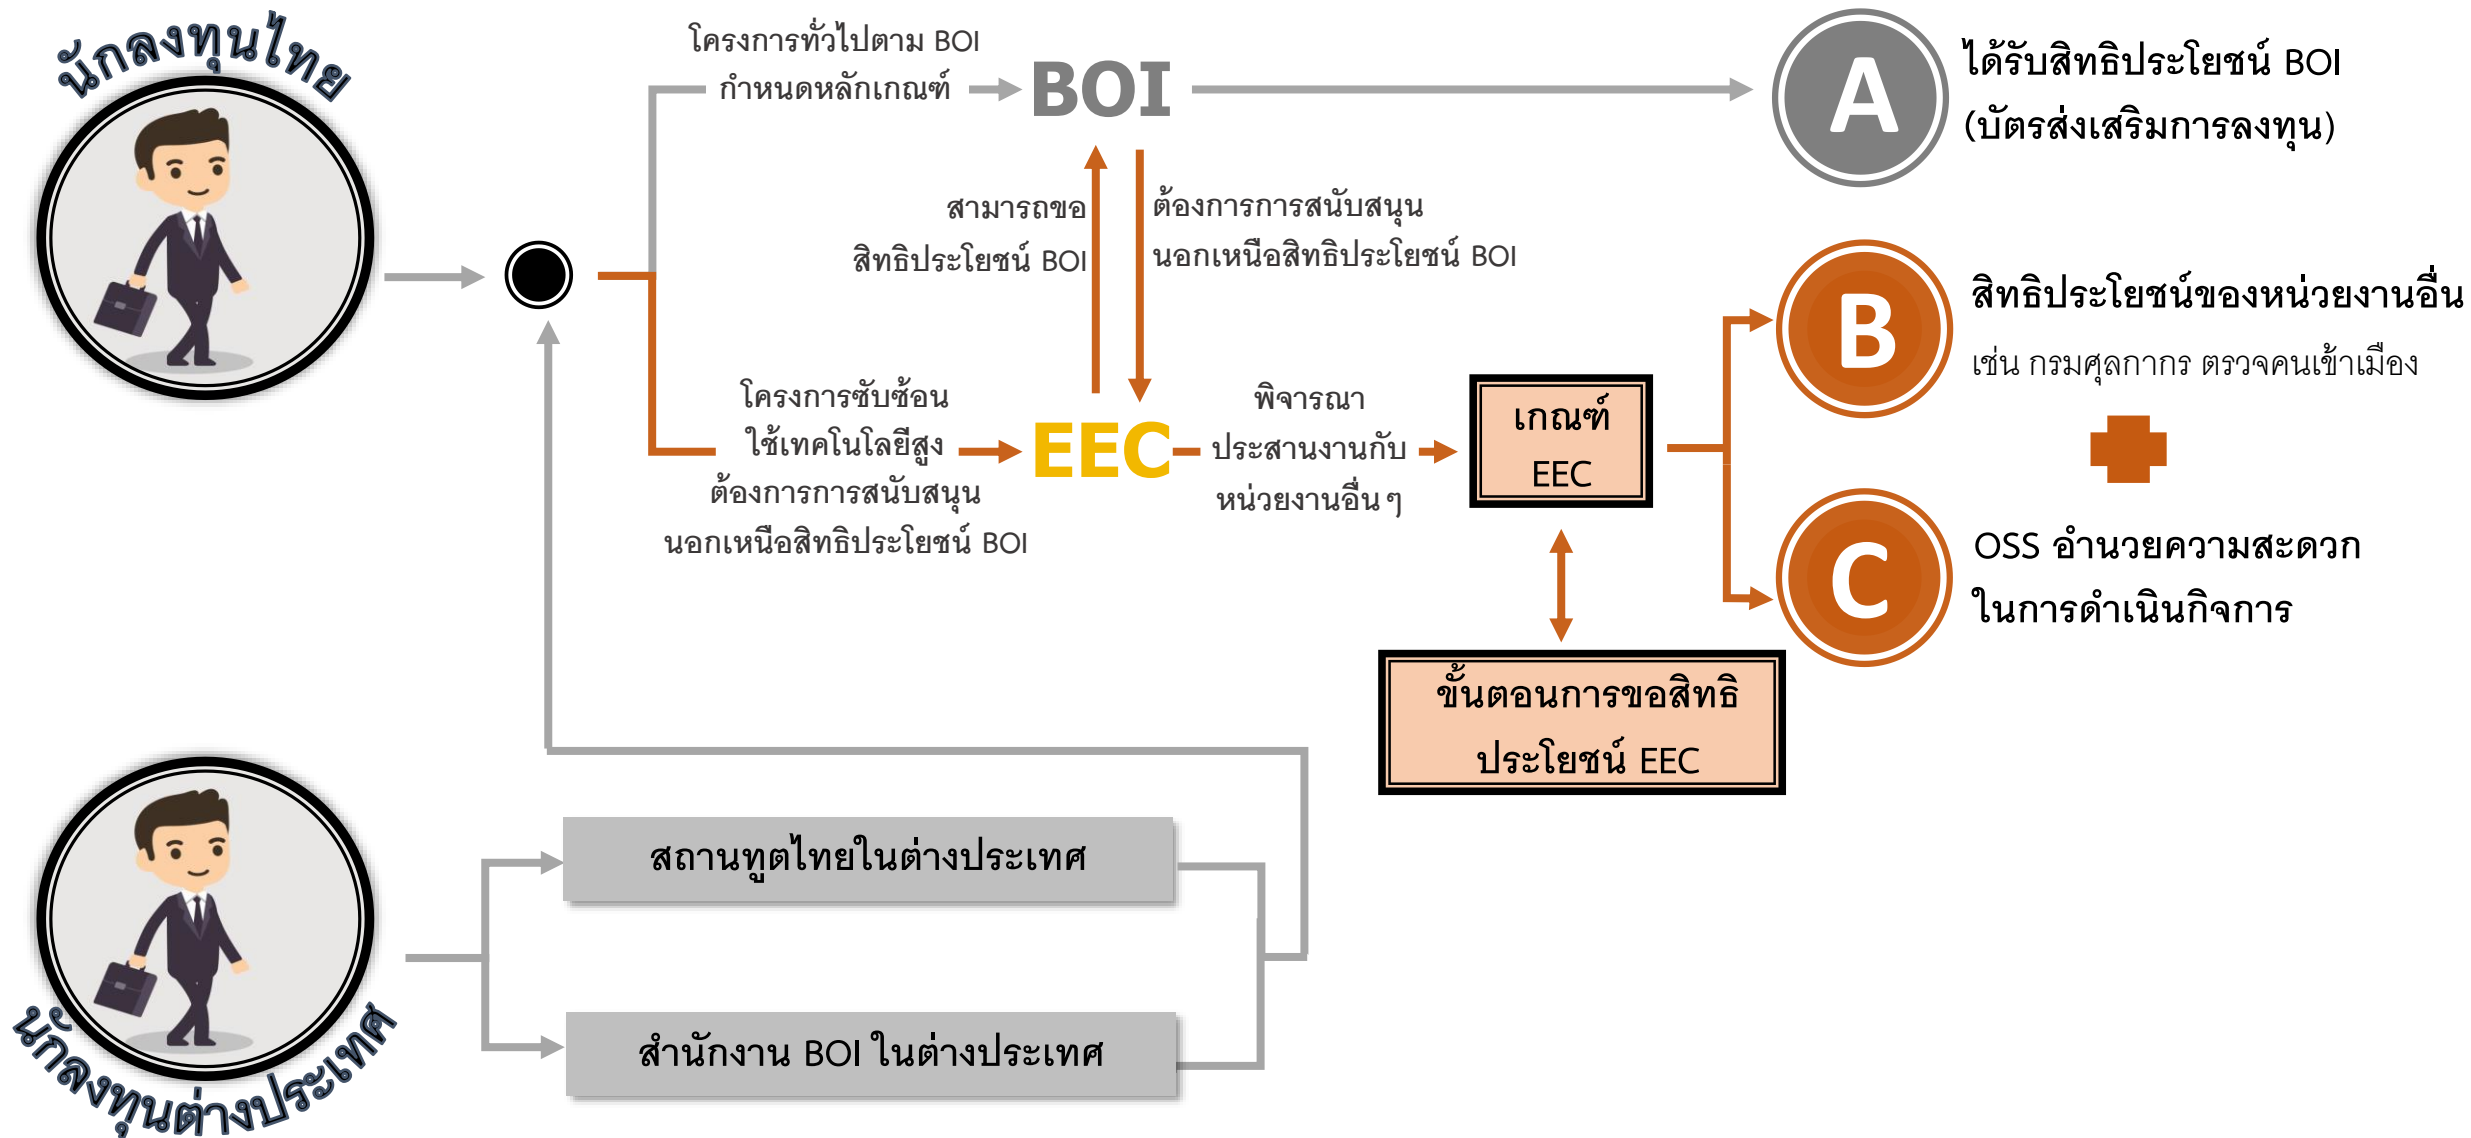 นักลงทุนไทย
โครงการทั่วไปตาม BOI
กำหนดหลักเกณฑ์
BOI
A
ได้รับสิทธิประโยชน์ BOI
(บัตรส่งเสริมการลงทุน)
สามารถขอ
สิทธิประโยชน์ BOI
ต้องการการสนับสนุน
นอกเหนือสิทธิประโยชน์ BOI
โครงการซับซ้อน
ใช้เทคโนโลยีสูง
ต้องการการสนับสนุน
นอกเหนือสิทธิประโยชน์ BOI
EEC
พิจารณา
ประสานงานกับ
หน่วยงานอื่น ๆ
เกณฑ์
EEC
B
สิทธิประโยชน์ของหน่วยงานอื่น
เช่น กรมศุลกากร ตรวจคนเข้าเมือง
C
OSS อำนวยความสะดวก
ในการดำเนินกิจการ
ขั้นตอนการขอสิทธิ
ประโยชน์ EEC
สถานทูตไทยในต่างประเทศ
สำนักงาน BOI ในต่างประเทศ
นักลงทุนต่างประเทศ